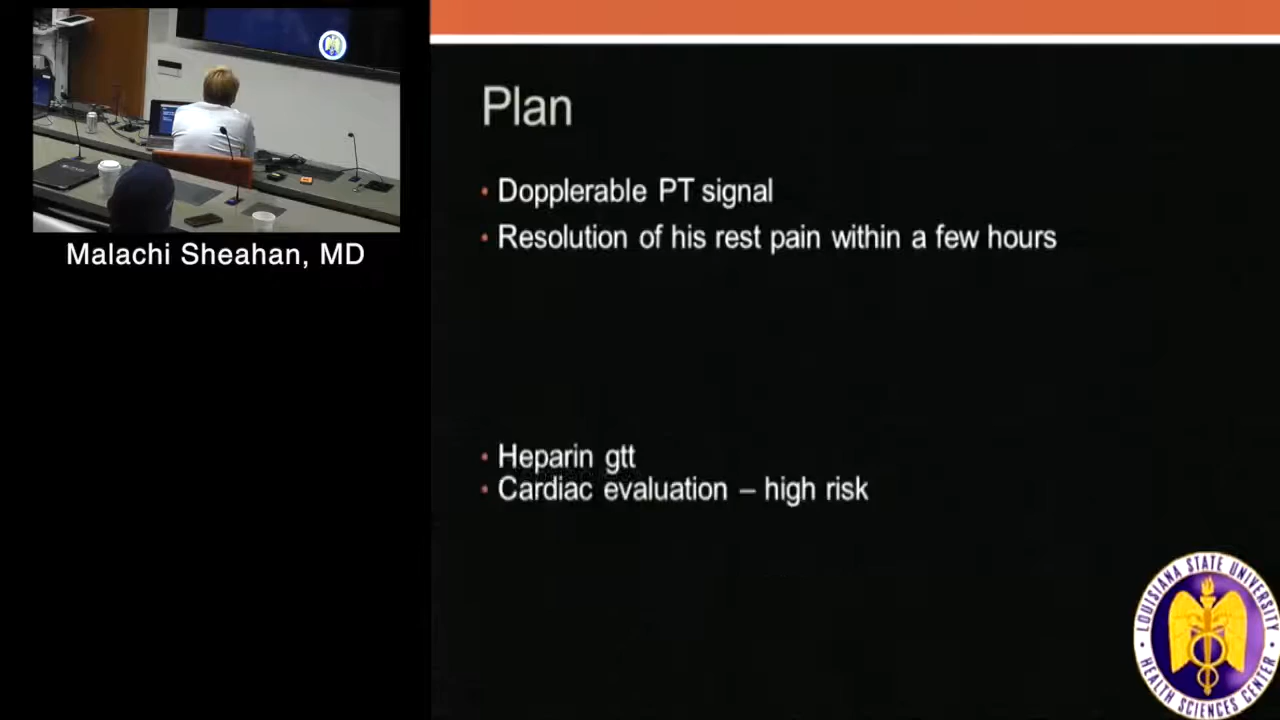 Malachi Sheahan, MD
Plan
• Dopplerable PT signal
• Resolution of his rest pain within a few hours
• Heparin gtt
• Cardiac evaluation – high risk
LOUISIANA STATE UNIVERSITY
HEALTH SCIENCES CENTER